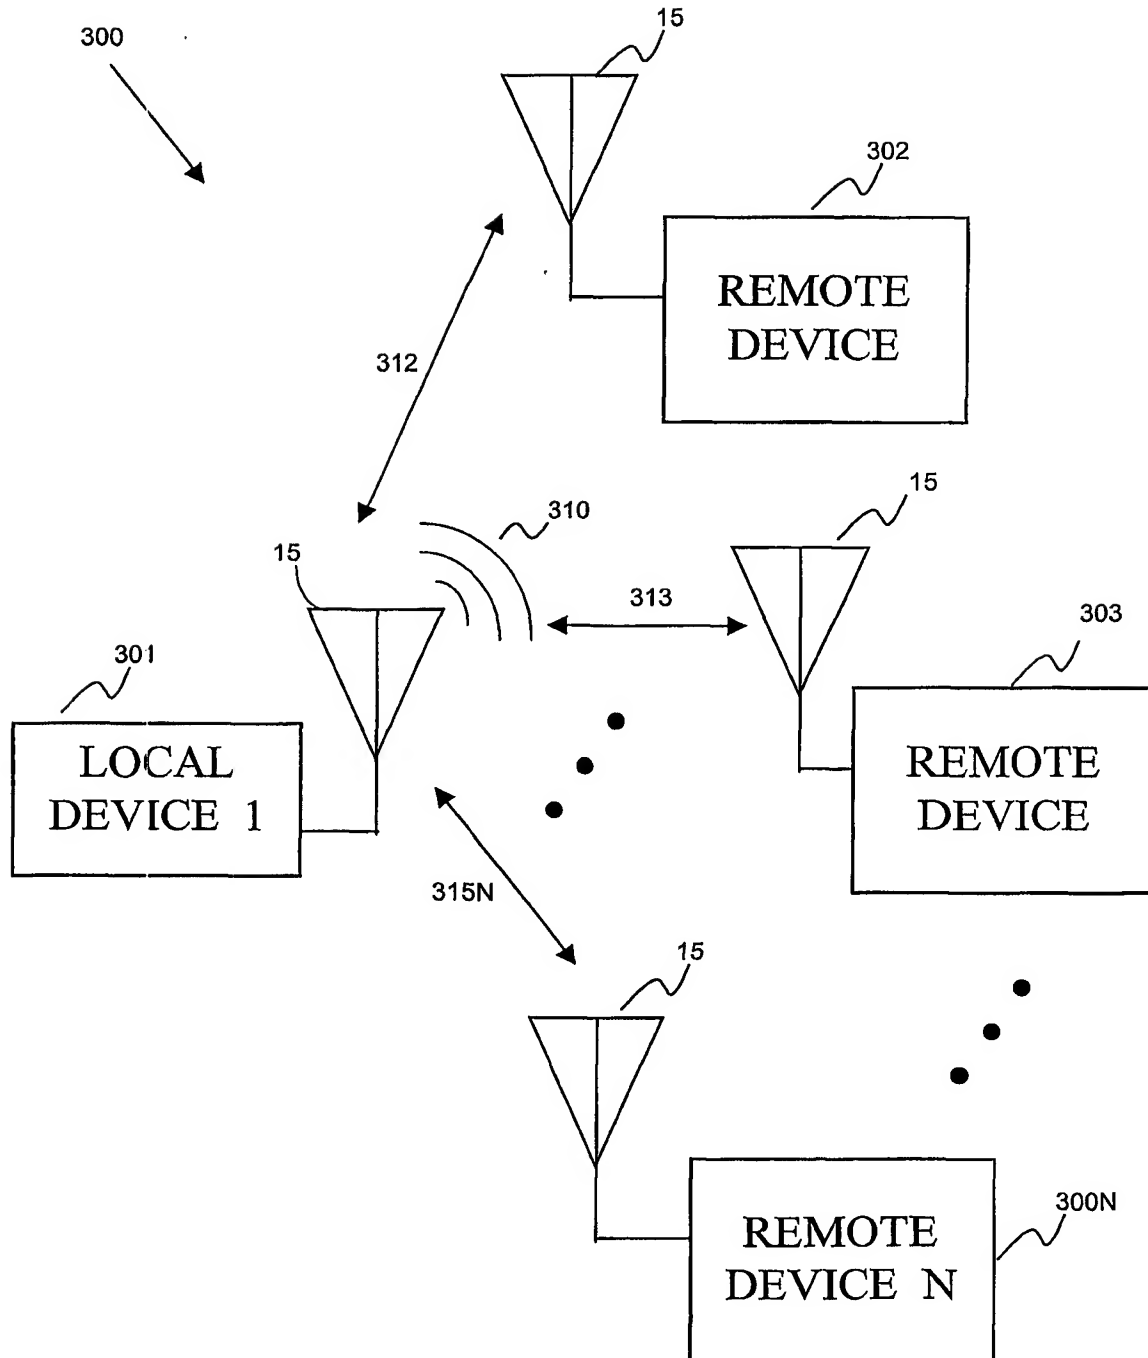 300
15
302
REMOTE
DEVICE
312
310
15
15
313
303
301
LOCAL
DEVICE 1
REMOTE
DEVICE
315N
15
300N
REMOTE
DEVICE N